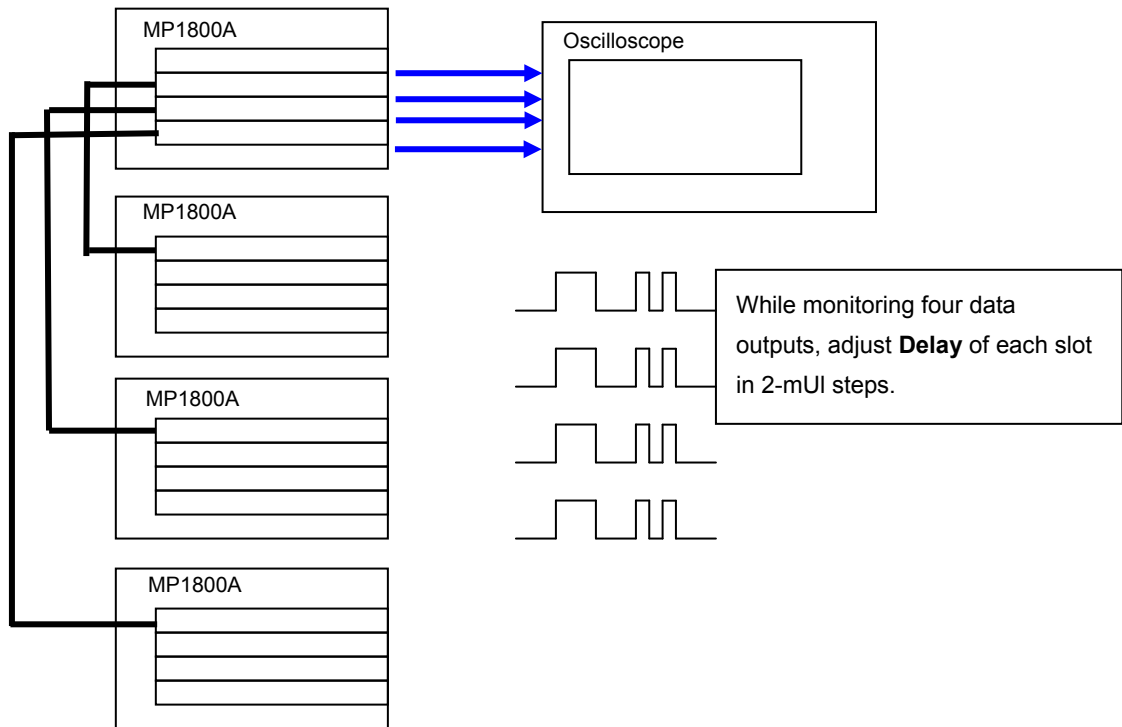 MP1800A
Oscilloscope
MP1800A
While monitoring four data
outputs, adjust Delay of each slot
in 2-mUI steps.
MP1800A
MP1800A